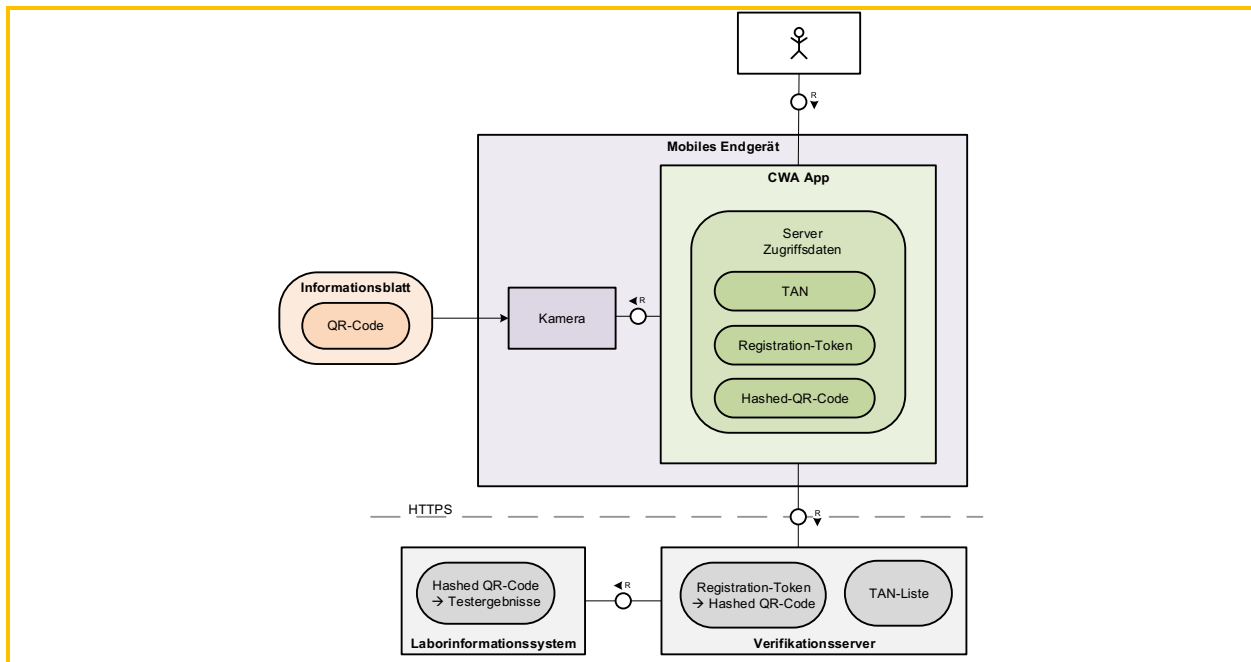 R
Mobiles Endgerät
CWA App
Server
Zugriffsdaten
TAN
Registration-Token
Hashed-QR-Code
Informationsblatt
QR-Code
Kamera
R
HTTPS
R
Hashed QR-Code
→ Testergebnisse
Laborinformationssystem
R
Registration-Token
→ Hashed QR-Code
TAN-Liste
Verifikationsserver